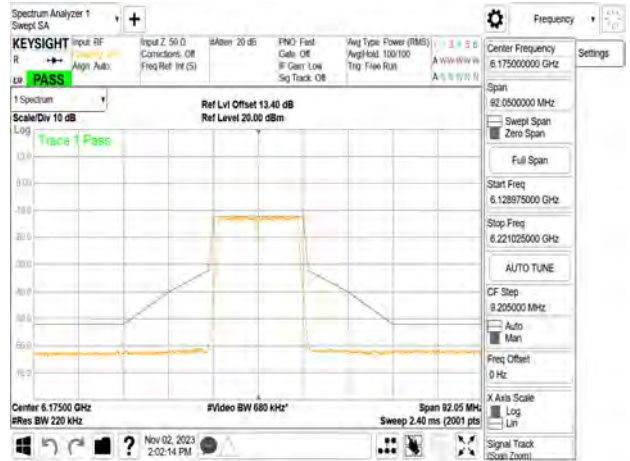 Spectrum Analyzer 1
Swept SA
+
Frequency
Settings
KEYSIGHT
R
PASS
Input: RF
Align: Auto
Input Z: 50 Ω
Corrections: Off
Freq Ref: Int (S)
#Atten: 20 dB
PNO: Fast
Gate: Off
IF Gain: Low
Sig Track: Off
Avg Type: Power (RMS)
Avg|Hold: 100/100
Trig: Free Run
1 Spectrum
Scale/Div 10 dB
Ref Lvl Offset 13.40 dB
Ref Level 20.00 dBm
Log
Trace 1 Pass
Center 6.17500 GHz
#Res BW 220 kHz
#Video BW 680 kHz*
Span 92.05 MHz
Sweep 2.40 ms (2001 pts)
Center Frequency
6.175000000 GHz
Span
92.0500000 MHz
Swept Span
Zero Span
Full Span
Start Freq
6.128975000 GHz
Stop Freq
6.221025000 GHz
AUTO TUNE
CF Step
9.205000 MHz
Auto
Man
Freq Offset
0 Hz
X Axis Scale
Log
Lin
Signal Track
(Span Zoom)
?
Nov 02, 2023
2:02:14 PM